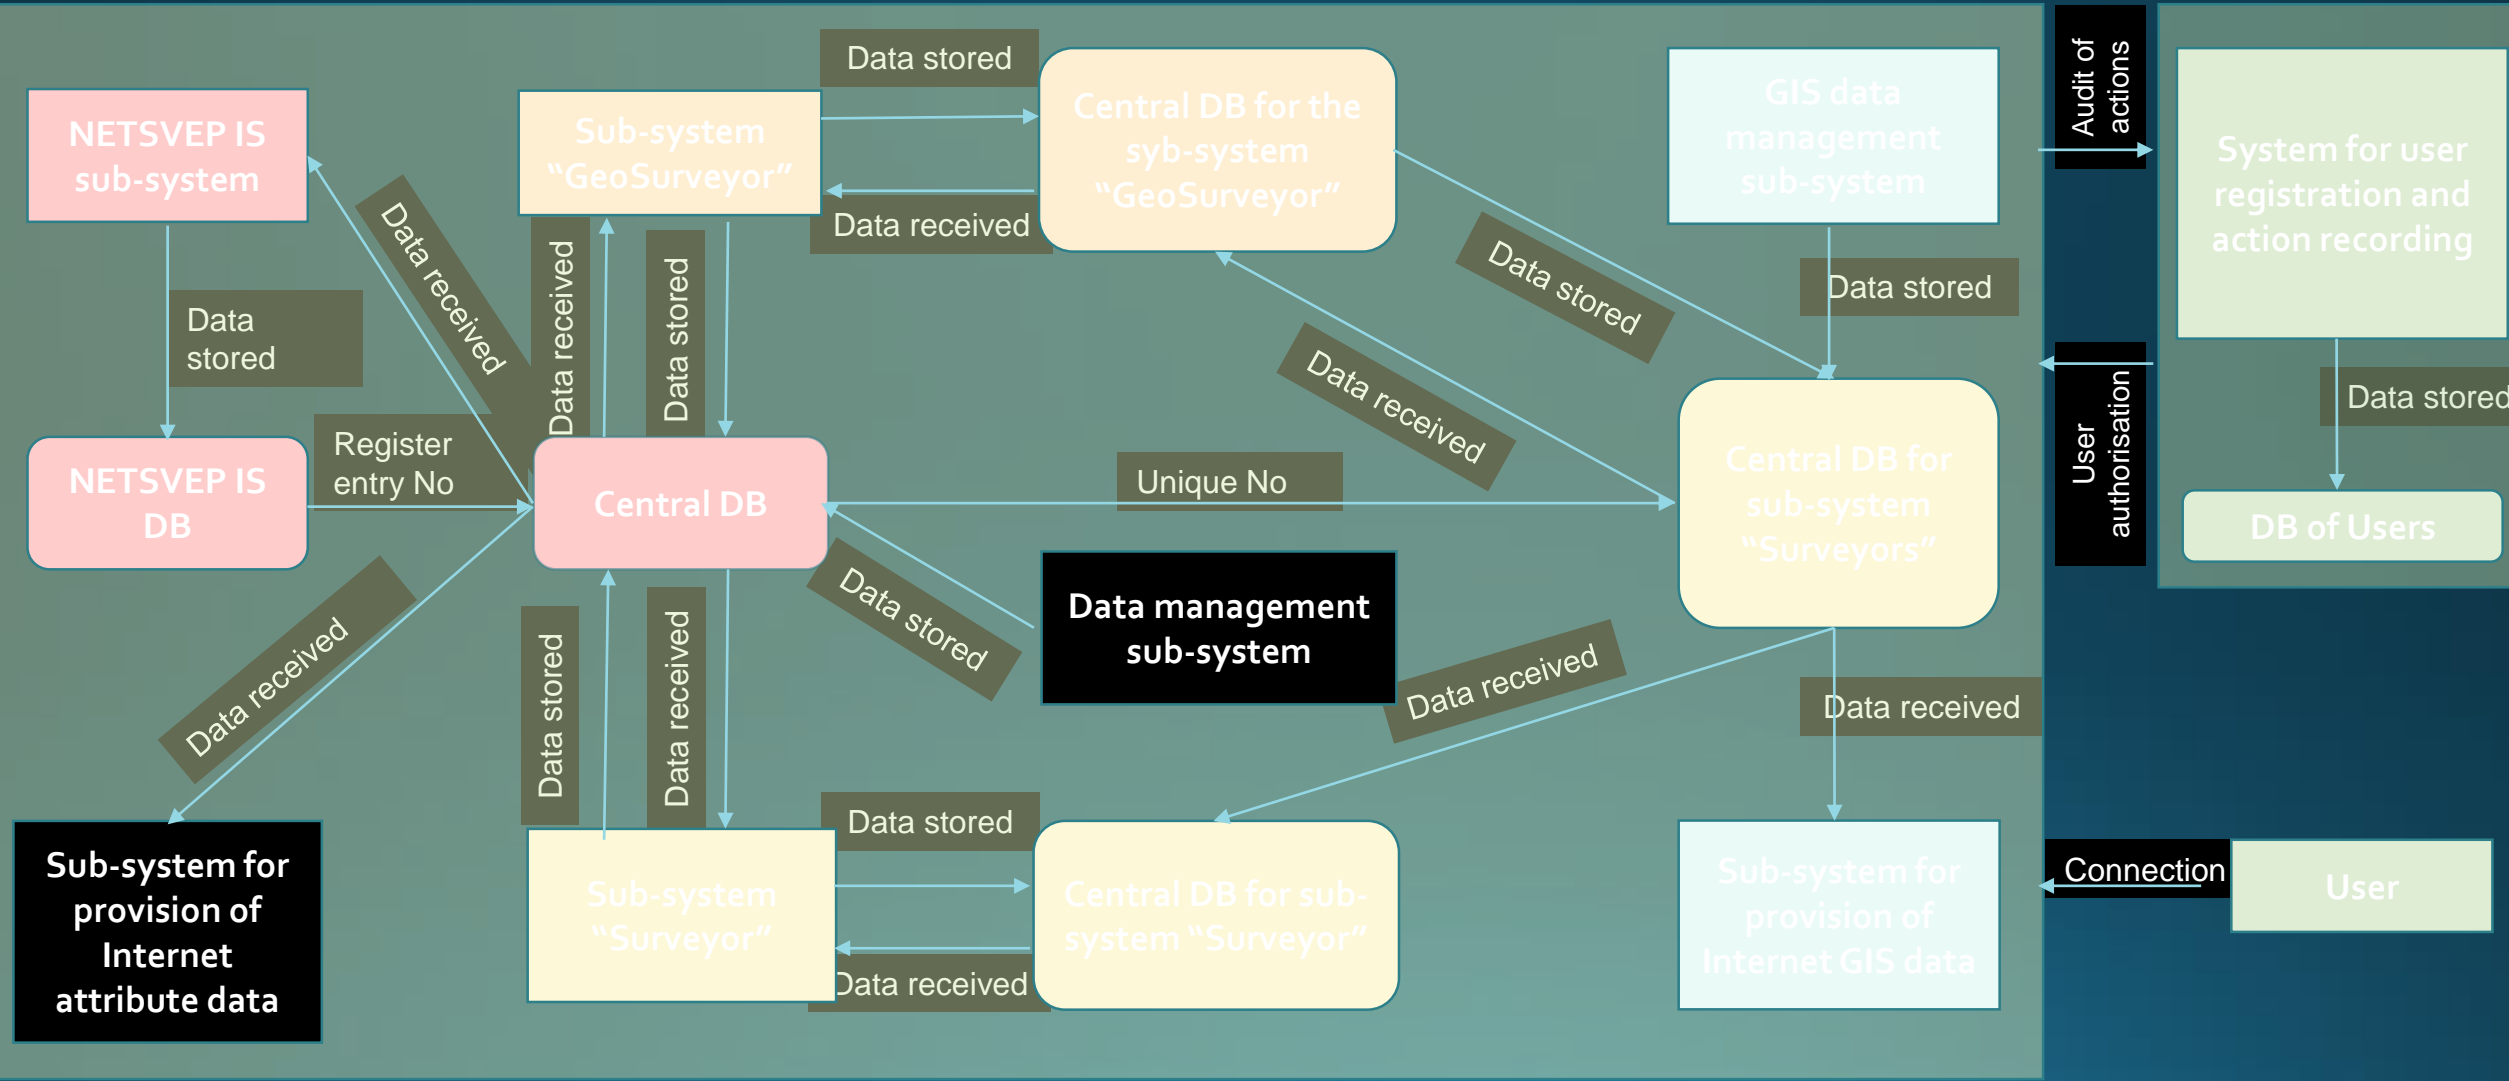 Data stored
Central DB for the
syb-system
“GeoSurveyor”
GIS data
management
sub-system
Audit of
actions
System for user
registration and
action recording
NETSVEP IS
sub-system
Sub-system
“GeoSurveyor”
Data received
Data received
Data received
Data stored
Data stored
Data stored
Data
stored
Data received
User
authorisation
Data stored
NETSVEP IS
DB
Register
entry No
Central DB
Unique No
Central DB for
sub-system
“Surveyors”
DB of Users
Data stored
Data management
sub-system
Data received
Data stored
Data received
Data received
Data received
Sub-system for
provision of
Internet
attribute data
Data stored
Sub-system
“Surveyor”
Central DB for sub-
system “Surveyor”
Data received
Sub-system for
provision of
Internet GIS data
Connection
User